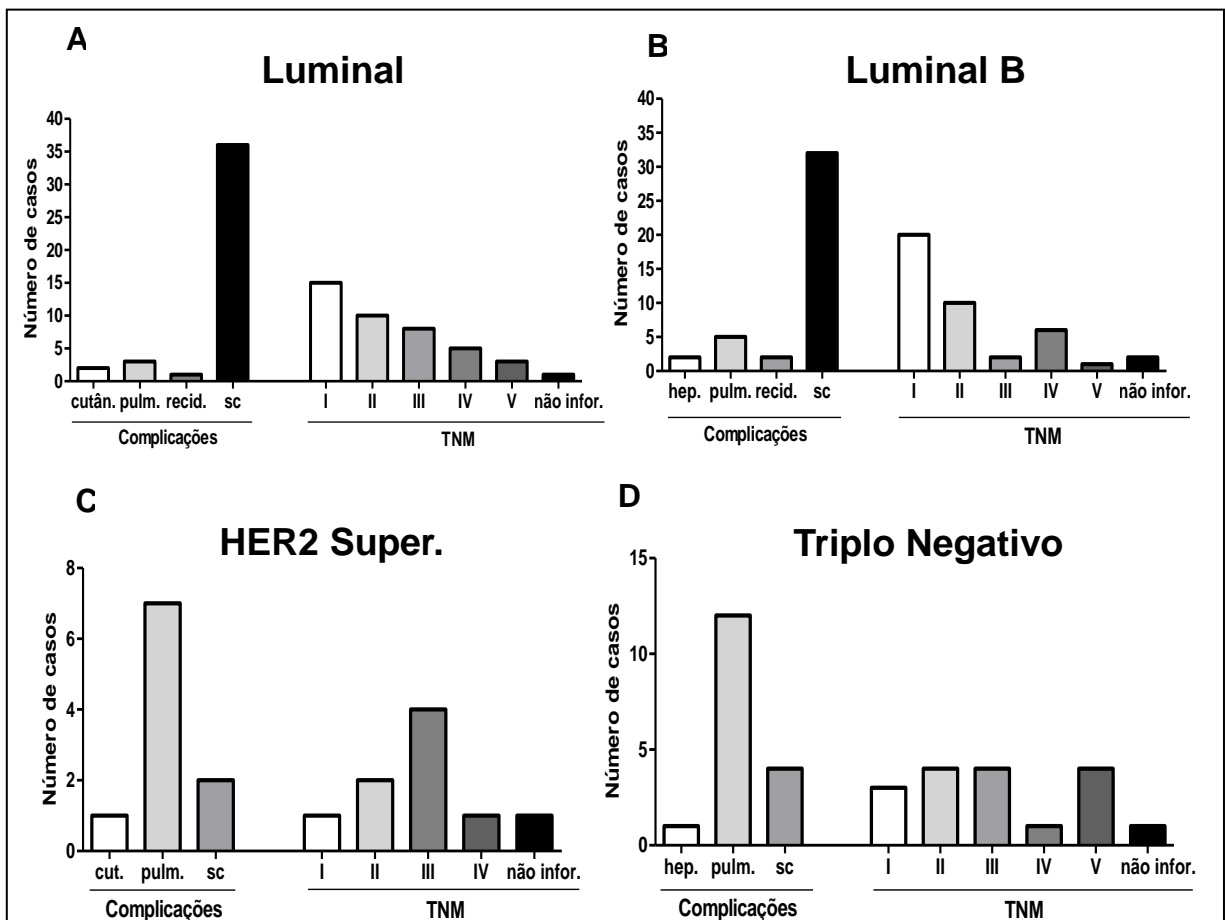 A
Luminal
Número de casos
40
35
30
25
20
15
10
5
0
cutân. pulm. recid. sc
I II III IV V não infor.
Complicações
TNM
B
Luminal B
Número de casos
40
35
30
25
20
15
10
5
0
hep. pulm. recid. sc
I II III IV V não infor.
Complicações
TNM
C
HER2 Super.
Número de casos
8
6
4
2
0
cut. pulm. sc
I II III IV não infor.
Complicações
TNM
D
Triplo Negativo
Número de casos
15
10
5
0
hep. pulm. sc
I II III IV V não infor.
Complicações
TNM